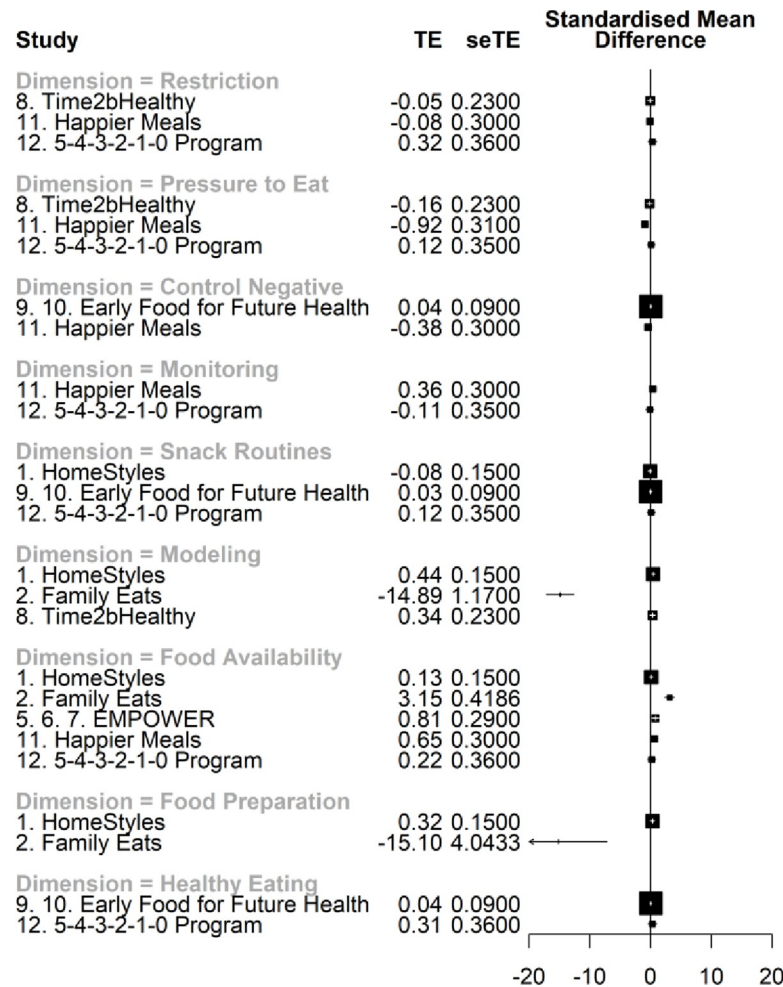 Standardised Mean
Study TE seTE Difference
Dimension = Restriction
8. Time2bHealthy -0.05 0.2300
11. Happier Meals -0.08 0.3000
12. 5-4-3-2-1-0 Program 0.32 0.3600
Dimension = Pressure to Eat
8. Time2bHealthy -0.16 0.2300
11. Happier Meals -0.92 0.3100
12. 5-4-3-2-1-0 Program 0.12 0.3500
Dimension = Control Negative
9. 10. Early Food for Future Health 0.04 0.0900
11. Happier Meals -0.38 0.3000
Dimension = Monitoring
11. Happier Meals 0.36 0.3000
12. 5-4-3-2-1-0 Program -0.11 0.3500
Dimension = Snack Routines
1. HomeStyles -0.08 0.1500
9. 10. Early Food for Future Health 0.03 0.0900
12. 5-4-3-2-1-0 Program 0.12 0.3500
Dimension = Modeling
1. HomeStyles 0.44 0.1500
2. Family Eats -14.89 1.1700
8. Time2bHealthy 0.34 0.2300
Dimension = Food Availability
1. HomeStyles 0.13 0.1500
2. Family Eats 3.15 0.4186
5. 6. 7. EMPOWER 0.81 0.2900
11. Happier Meals 0.65 0.3000
12. 5-4-3-2-1-0 Program 0.22 0.3600
Dimension = Food Preparation
1. HomeStyles 0.32 0.1500
2. Family Eats -15.10 4.0433
Dimension = Healthy Eating
9. 10. Early Food for Future Health 0.04 0.0900
12. 5-4-3-2-1-0 Program 0.31 0.3600
-20 -10 0 10 20